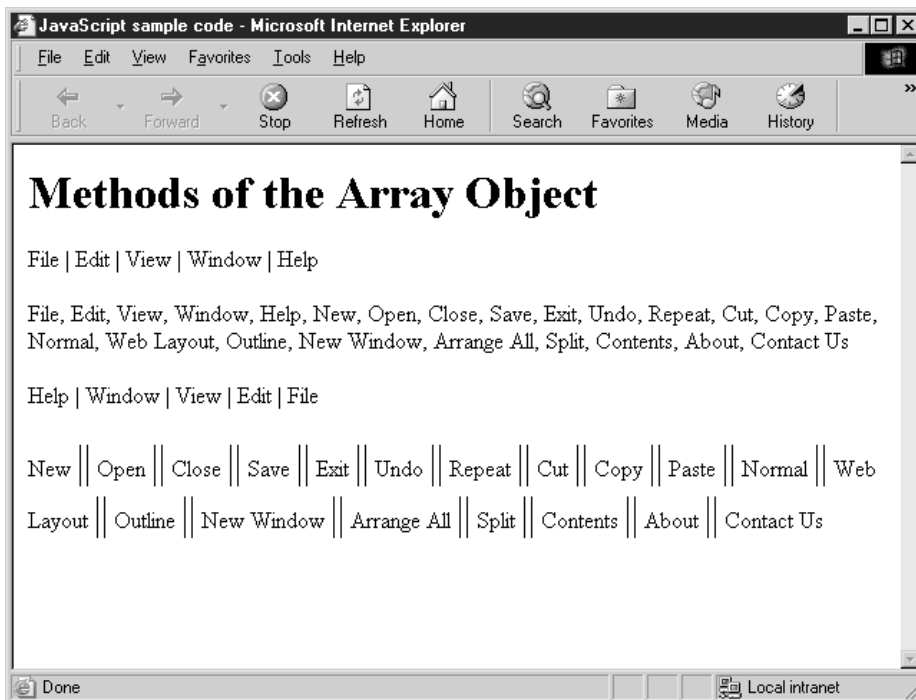 JavaScript sample code - Microsoft Internet Explorer
File Edit View Favorites Tools Help
Back Forward Stop Refresh Home Search Favorites Media History »
Methods of the Array Object
File | Edit | View | Window | Help
File, Edit, View, Window, Help, New, Open, Close, Save, Exit, Undo, Repeat, Cut, Copy, Paste,
Normal, Web Layout, Outline, New Window, Arrange All, Split, Contents, About, Contact Us
Help | Window | View | Edit | File
New || Open || Close || Save || Exit || Undo || Repeat || Cut || Copy || Paste || Normal || Web
Layout || Outline || New Window || Arrange All || Split || Contents || About || Contact Us
Done Local intranet